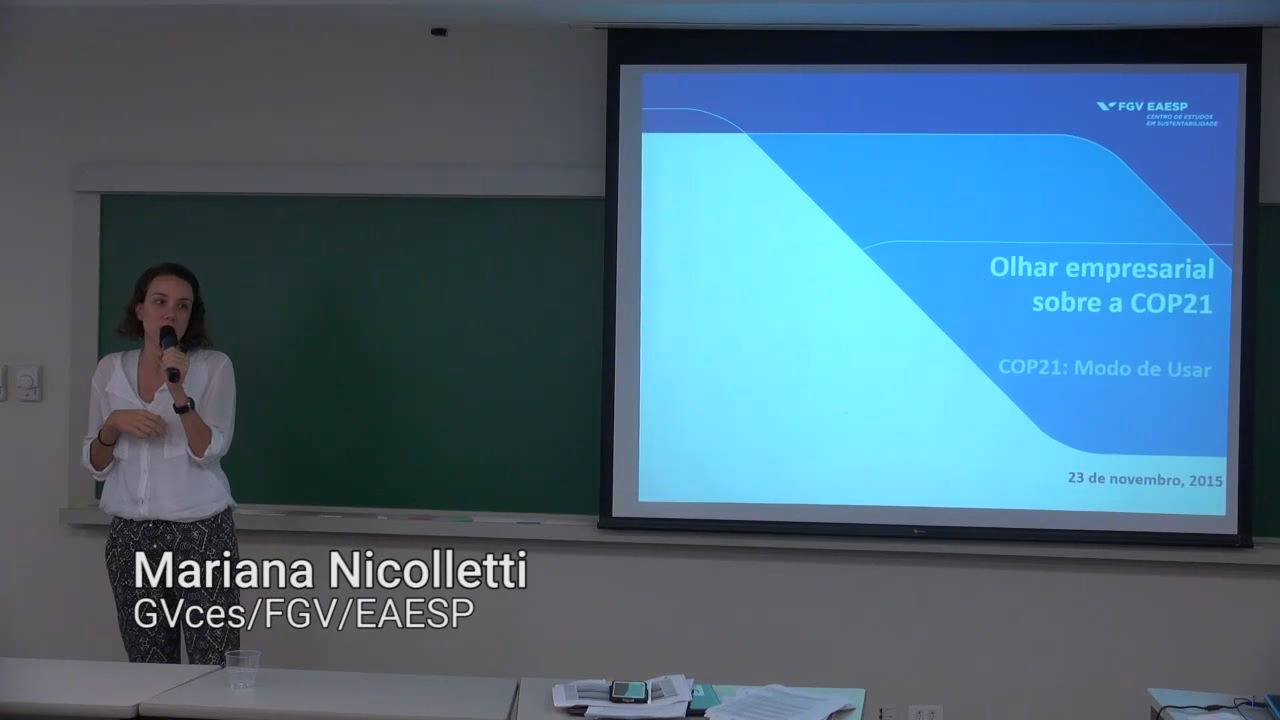 FGV EAESP
CENTRO DE ESTUDOS
EM SUSTENTABILIDADE
Olhar empresarial
sobre a COP21
COP21: Modo de Usar
23 de novembro, 2015
Mariana Nicolletti
GVces/FGV/EAESP